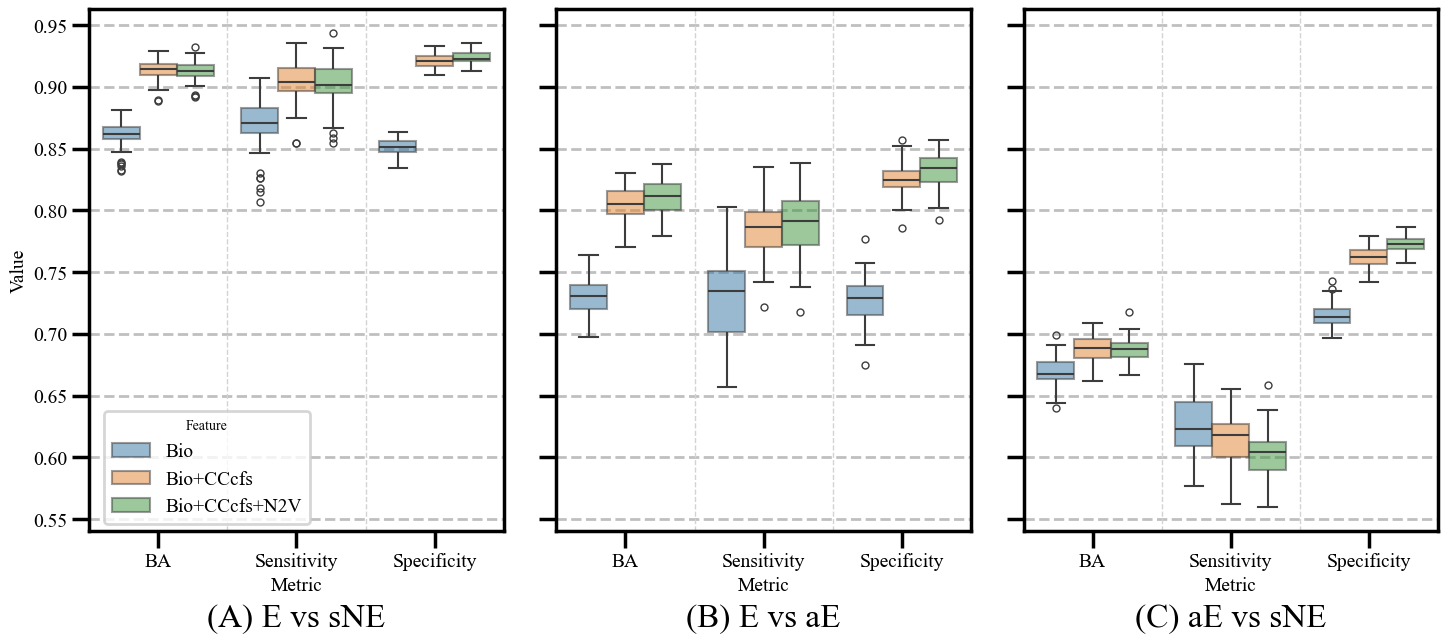 0.95
0.90
0.85
0.80
0.75
0.70
0.65
0.60
0.55
Value
Feature
Bio
Bio+CCcfs
Bio+CCcfs+N2V
BA Sensitivity Specificity
Metric
(A) E vs sNE
BA Sensitivity Specificity
Metric
(B) E vs aE
BA Sensitivity Specificity
Metric
(C) aE vs sNE